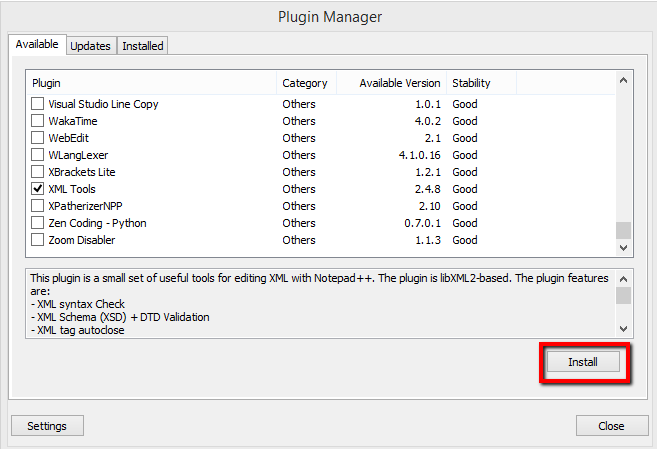 Plugin Manager
Available Updates Installed
Plugin Category Available Version Stability
Visual Studio Line Copy Others 1.0.1 Good
WakaTime Others 4.0.2 Good
WebEdit Others 2.1 Good
WLangLexer Others 4.1.0.16 Good
XBrackets Lite Others 1.2.1 Good
XML Tools Others 2.4.8 Good
XPatherizerNPP Others 2.10 Good
Zen Coding - Python Others 0.7.0.1 Good
Zoom Disabler Others 1.1.3 Good
This plugin is a small set of useful tools for editing XML with Notepad++. The plugin is libXML2-based. The plugin features
are:
- XML syntax Check
- XML Schema (XSD) + DTD Validation
- XML tag autoclose
Install
Settings Close